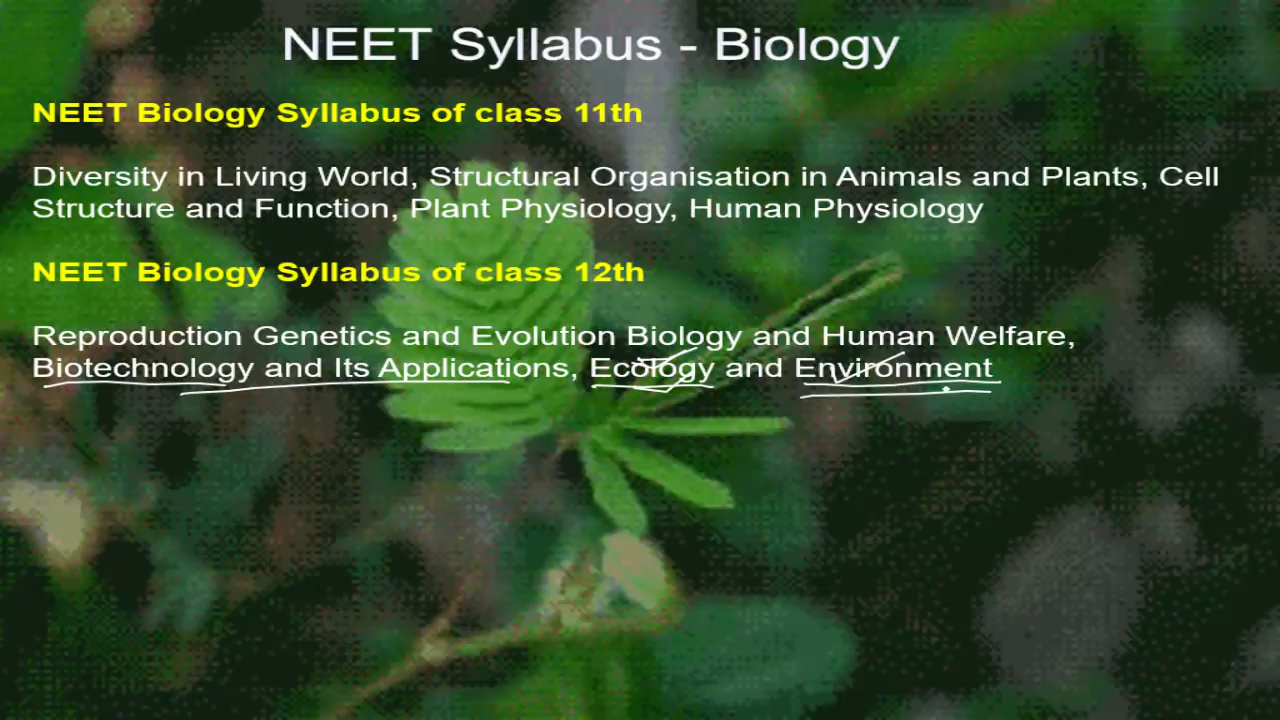 NEET Syllabus - Biology
NEET Biology Syllabus of class 11th
Diversity in Living World, Structural Organisation in Animals and Plants, Cell
Structure and Function, Plant Physiology, Human Physiology
NEET Biology Syllabus of class 12th
Reproduction Genetics and Evolution Biology and Human Welfare,
Biotechnology and Its Applications, Ecology and Environment